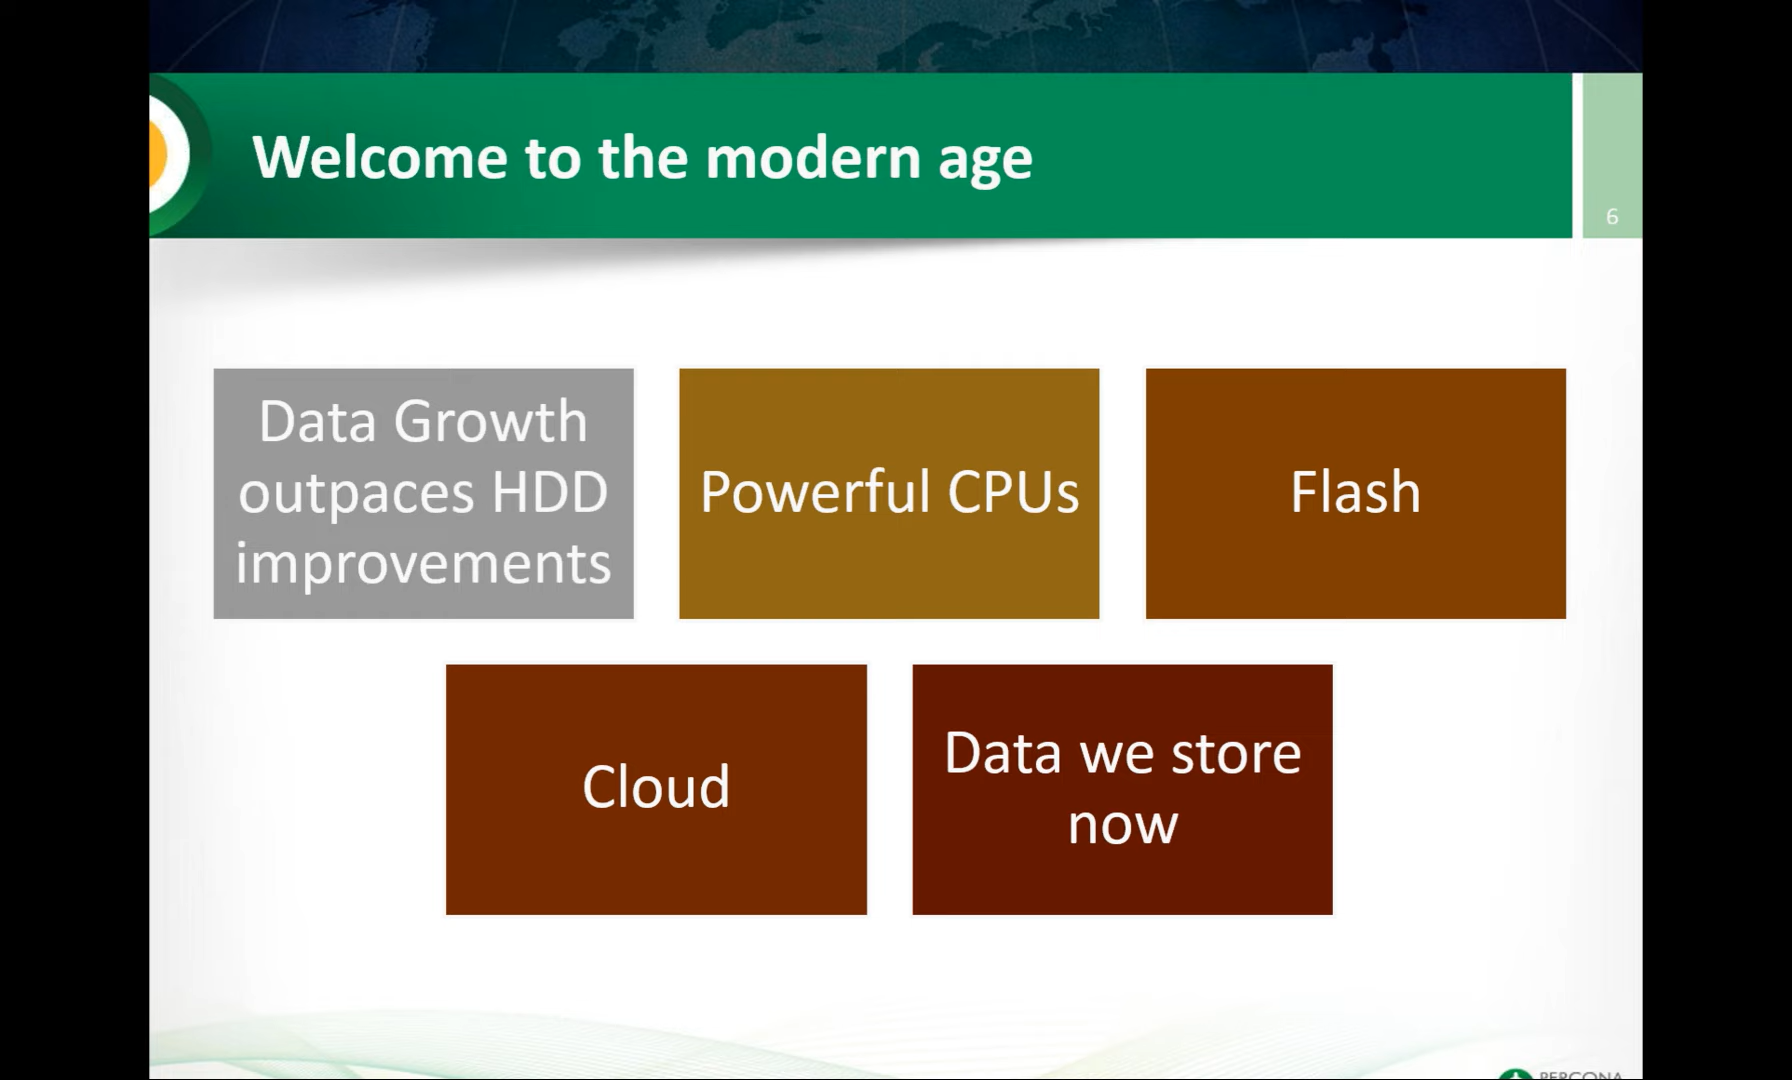 Welcome to the modern age
6
Data Growth
outpaces HDD
improvements
Powerful CPUs
Flash
Cloud
Data we store
now
PERCONA